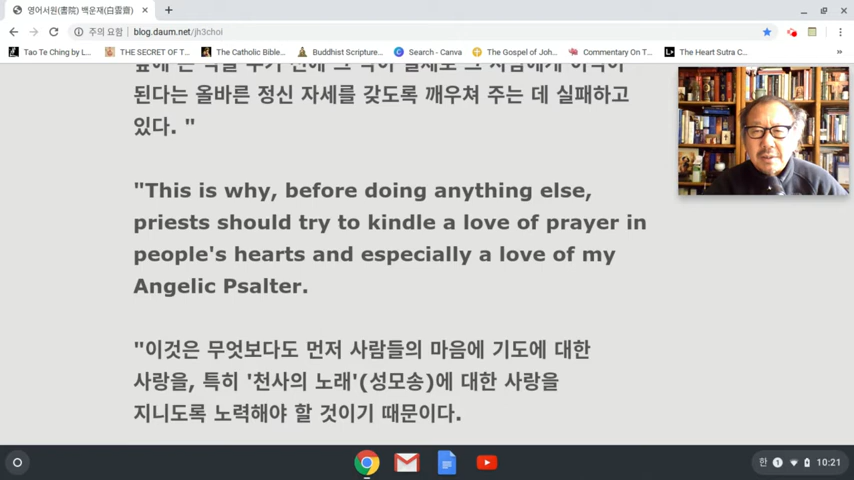 영어서원(書院) 백운재(白雲齋)
주의 요함
blog.daum.net/jh3choi
Tao Te Ching by L...
THE SECRET OF T...
The Catholic Bible...
Buddhist Scripture...
Search - Canva
The Gospel of Joh...
Commentary On T...
The Heart Sutra C...
된다는 올바른 정신 자세를 갖도록 깨우쳐 주는 데 실패하고
있다. "
"This is why, before doing anything else,
priests should try to kindle a love of prayer in
people's hearts and especially a love of my
Angelic Psalter.
"이것은 무엇보다도 먼저 사람들의 마음에 기도에 대한
사랑을, 특히 '천사의 노래'(성모송)에 대한 사랑을
지니도록 노력해야 할 것이기 때문이다.
한
1
10:21